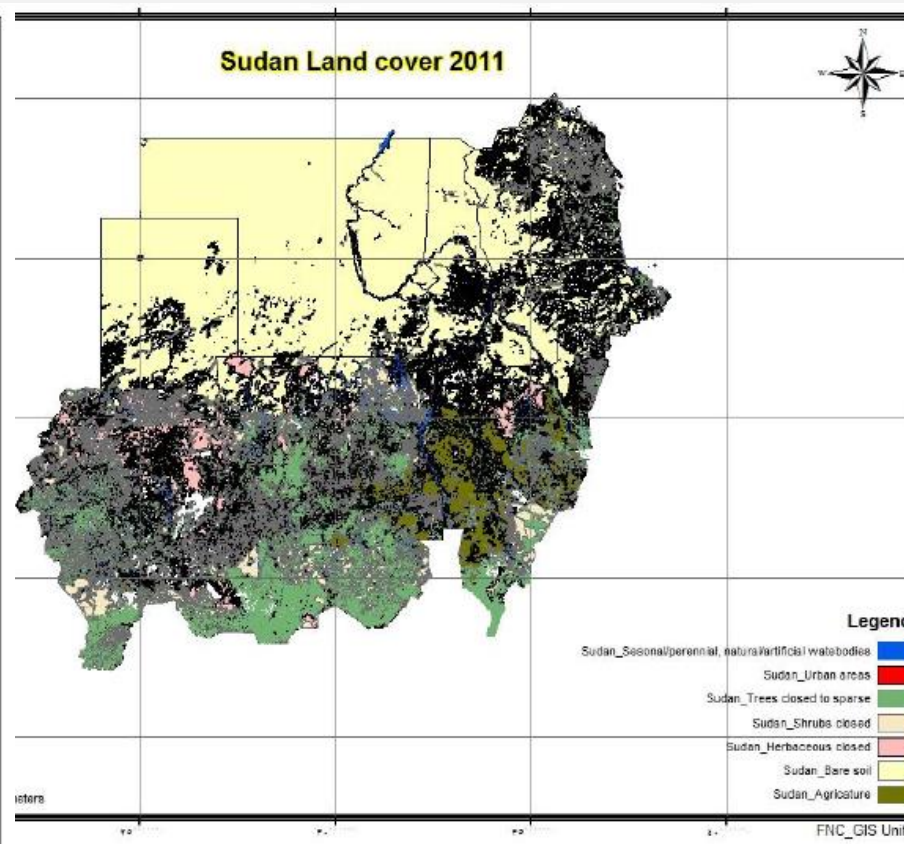 Sudan Land cover 2011
N
W
S
Legend
Sudan_Sesonal/perennial, natural/artificial watebodies
Sudan_Urban areas
Sudan_Trees closed to sparse
Sudan_Shrubs closed
Sudan_Herbaceous closed
Sudan_Bare soil
Sudan_Agricature
FNC_GIS Unit